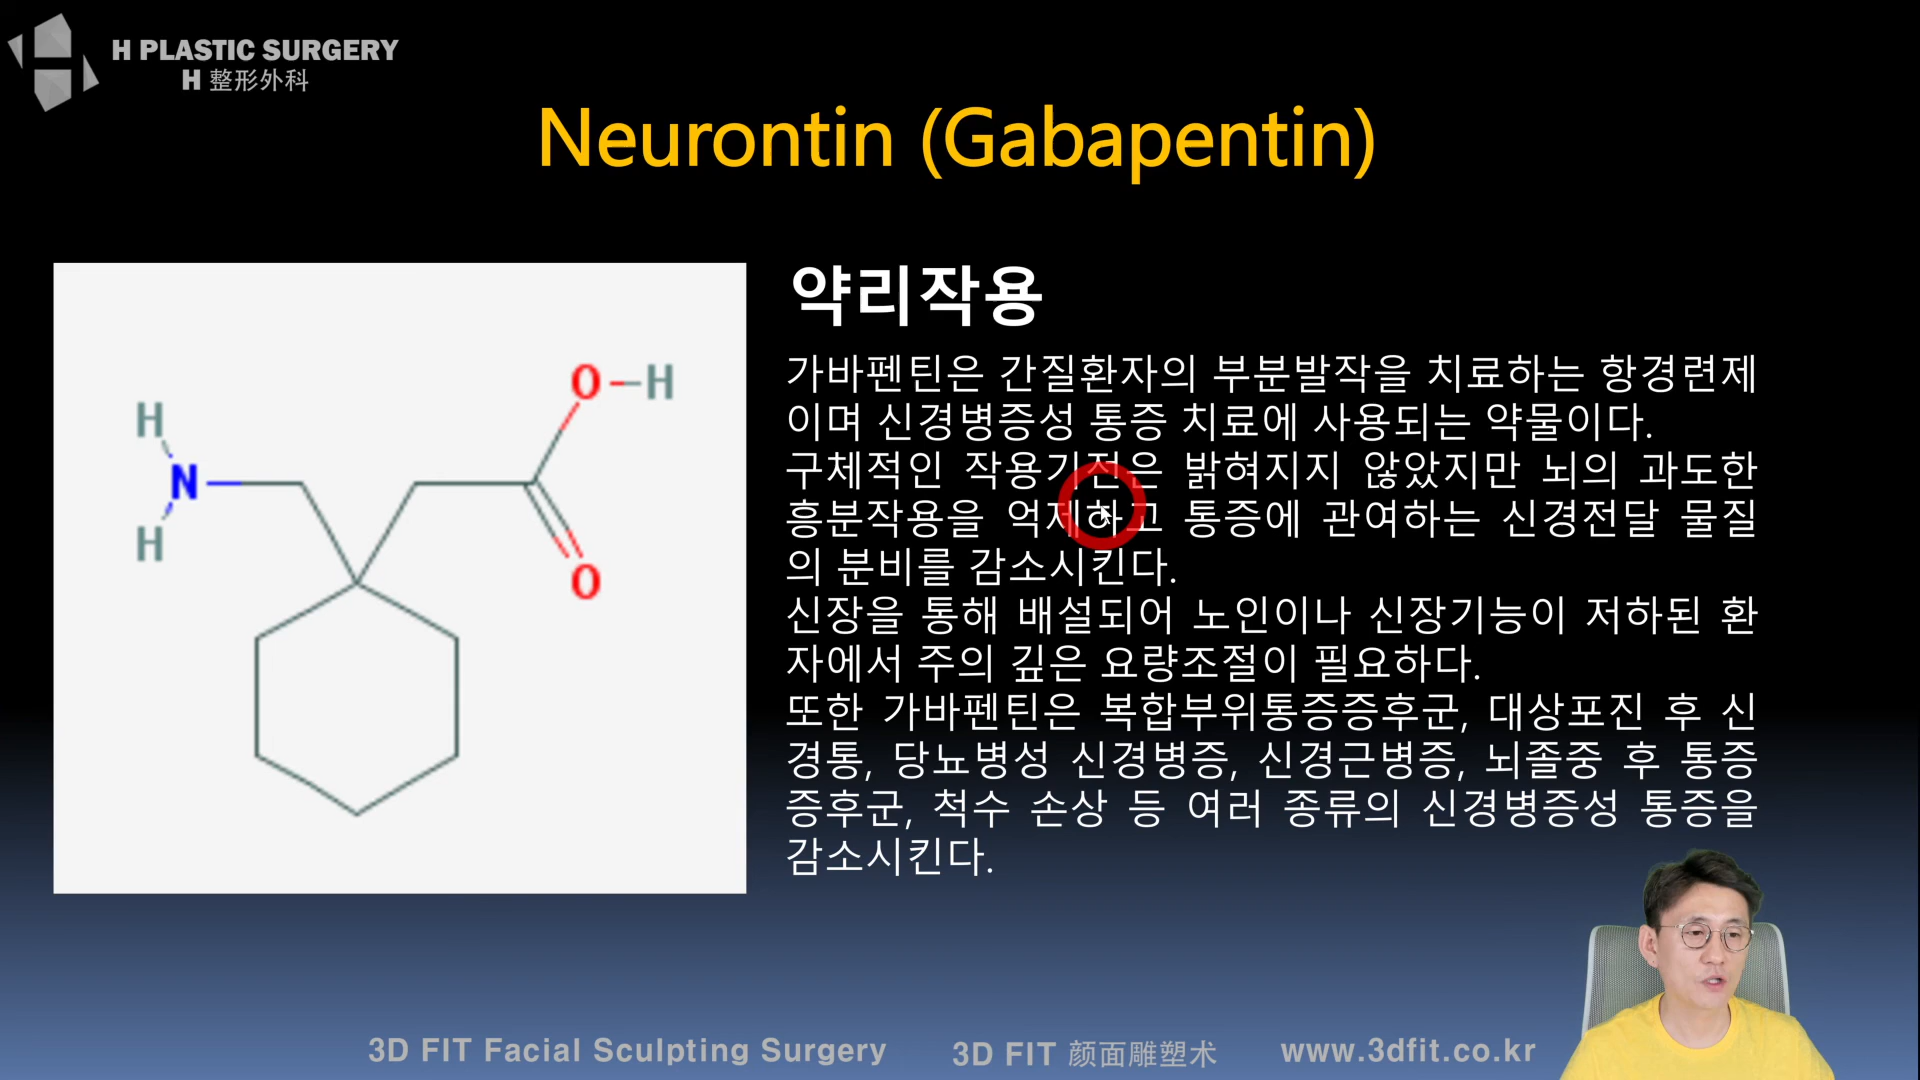 H PLASTIC SURGERY
H 整形外科
Neurontin (Gabapentin)
약리작용
가바펜틴은 간질환자의 부분발작을 치료하는 항경련제
이며 신경병증성 통증 치료에 사용되는 약물이다.
구체적인 작용기전은 밝혀지지 않았지만 뇌의 과도한
흥분작용을 억제하고 통증에 관여하는 신경전달 물질
의 분비를 감소시킨다.
신장을 통해 배설되어 노인이나 신장기능이 저하된 환
자에서 주의 깊은 요량조절이 필요하다.
또한 가바펜틴은 복합부위통증증후군, 대상포진 후 신
경통, 당뇨병성 신경병증, 신경근병증, 뇌졸중 후 통증
증후군, 척수 손상 등 여러 종류의 신경병증성 통증을
감소시킨다.
O H
H
N
H
O
3D FIT Facial Sculpting Surgery 3D FIT 颜面雕塑术 www.3dfit.co.kr